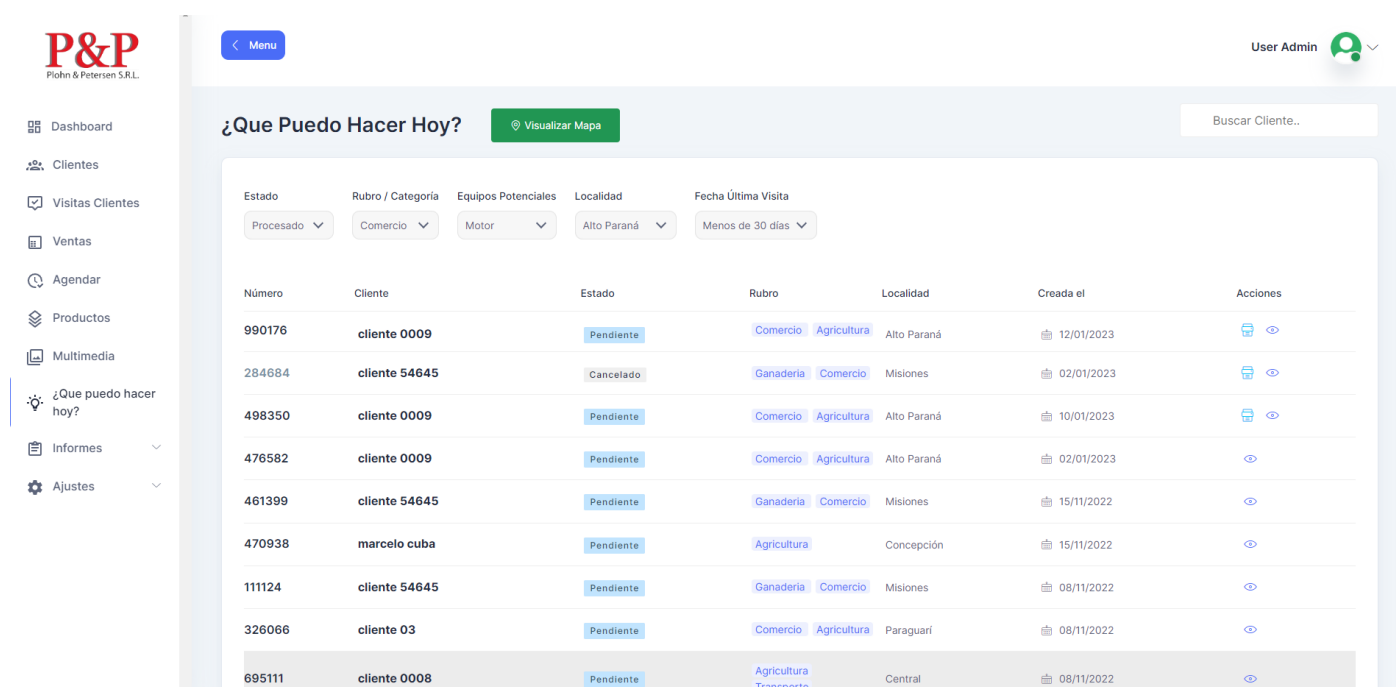 P&P
Plohn & Petersen S.R.L.
Dashboard
Clientes
Visitas Clientes
Ventas
Agendar
Productos
Multimedia
¿Que puedo hacer
hoy?
Informes
Ajustes
Menu
User Admin
¿Que Puedo Hacer Hoy?
Visualizar Mapa
Buscar Cliente..
Estado Rubro / Categoría Equipos Potenciales Localidad Fecha Última Visita
Procesado Comercio Motor Alto Paraná Menos de 30 días
Número Cliente Estado Rubro Localidad Creada el Acciones
990176 cliente 0009 Pendiente Comercio Agricultura Alto Paraná 12/01/2023
284684 cliente 54645 Cancelado Ganaderia Comercio Misiones 02/01/2023
498350 cliente 0009 Pendiente Comercio Agricultura Alto Paraná 10/01/2023
476582 cliente 0009 Pendiente Comercio Agricultura Alto Paraná 02/01/2023
461399 cliente 54645 Pendiente Ganaderia Comercio Misiones 15/11/2022
470938 marcelo cuba Pendiente Agricultura Concepción 15/11/2022
111124 cliente 54645 Pendiente Ganaderia Comercio Misiones 08/11/2022
326066 cliente 03 Pendiente Comercio Agricultura Paraguarí 08/11/2022
695111 cliente 0008 Pendiente Agricultura Central 08/11/2022
Transporte